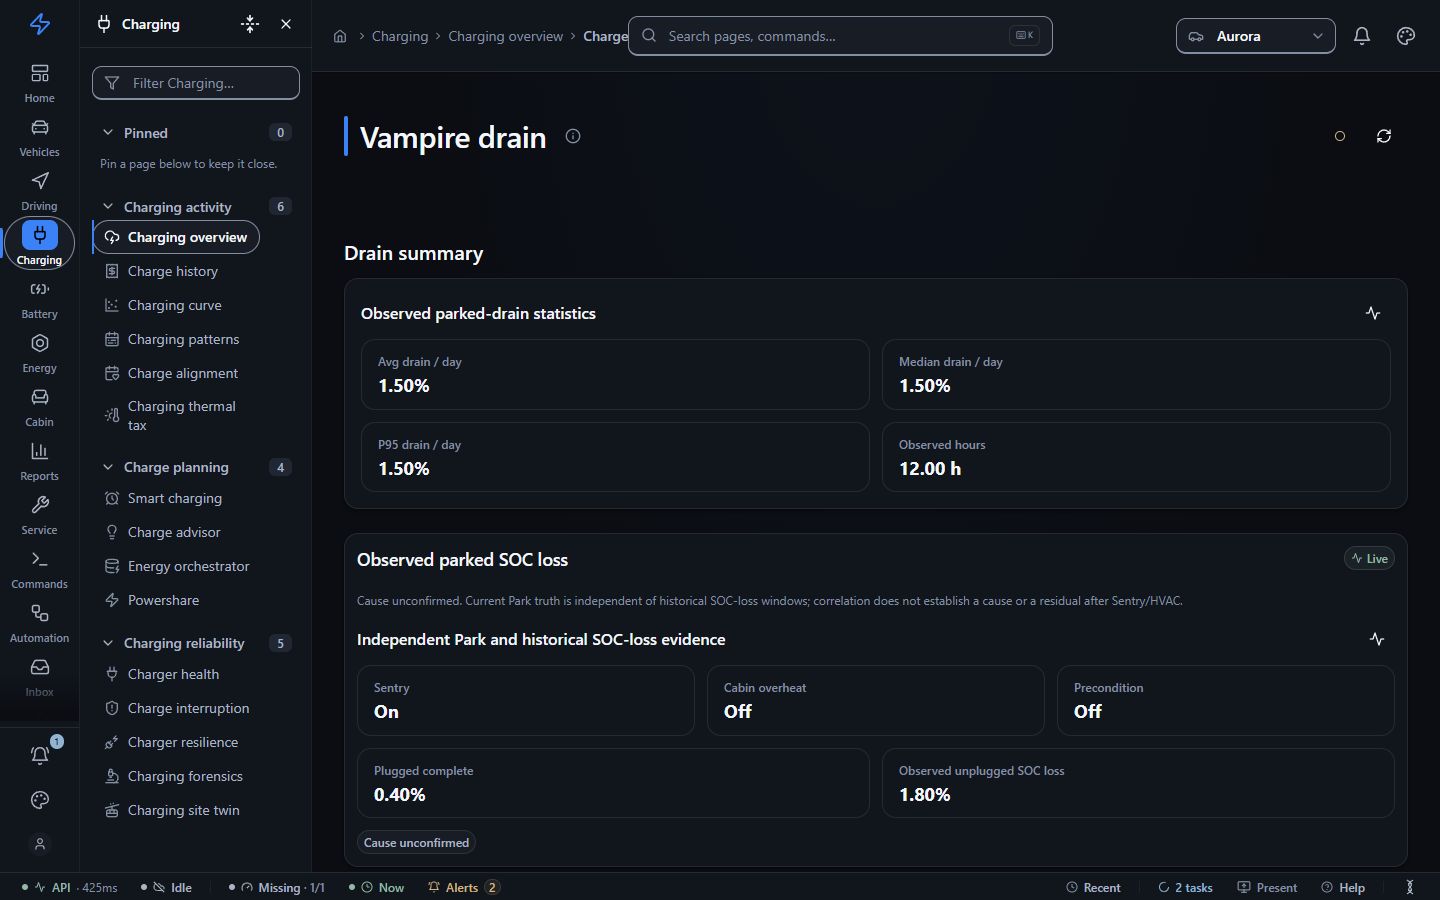 Charging
Charging
Charging overview
Charge
Search pages, commands...
K
Aurora
Home
Vehicles
Driving
Charging
Battery
Energy
Cabin
Reports
Service
Commands
Automation
Inbox
1
Filter Charging...
Pinned
0
Pin a page below to keep it close.
Charging activity
6
Charging overview
Charge history
Charging curve
Charging patterns
Charge alignment
Charging thermal
tax
Charge planning
4
Smart charging
Charge advisor
Energy orchestrator
Powershare
Charging reliability
5
Charger health
Charge interruption
Charger resilience
Charging forensics
Charging site twin
Vampire drain
Drain summary
Observed parked-drain statistics
Avg drain / day
1.50%
Median drain / day
1.50%
P95 drain / day
1.50%
Observed hours
12.00 h
Observed parked SOC loss
Live
Cause unconfirmed. Current Park truth is independent of historical SOC-loss windows; correlation does not establish a cause or a residual after Sentry/HVAC.
Independent Park and historical SOC-loss evidence
Sentry
On
Cabin overheat
Off
Precondition
Off
Plugged complete
0.40%
Observed unplugged SOC loss
1.80%
Cause unconfirmed
API · 425ms
Idle
Missing · 1/1
Now
Alerts 2
Recent
2 tasks
Present
Help